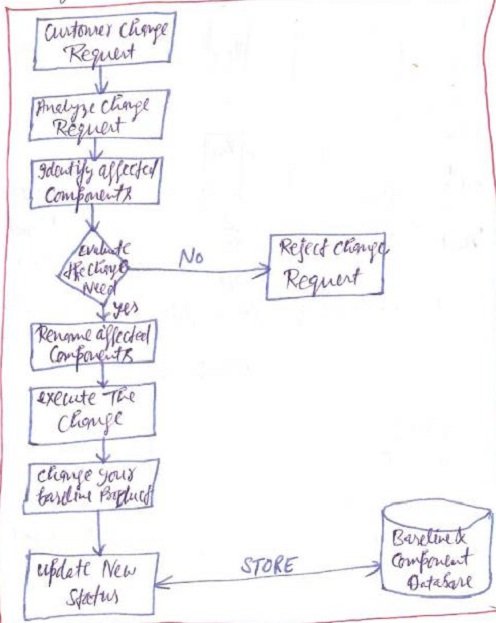 Customer Change
Request
Analyze Change
Request
Identify affected
Components
Evaluate
the Change
Need
No
Reject Change
Request
yes
Rename affected
Components
execute The
Change
change your
baseline Product
update New
Status
STORE
Baseline &
Component
DataBase